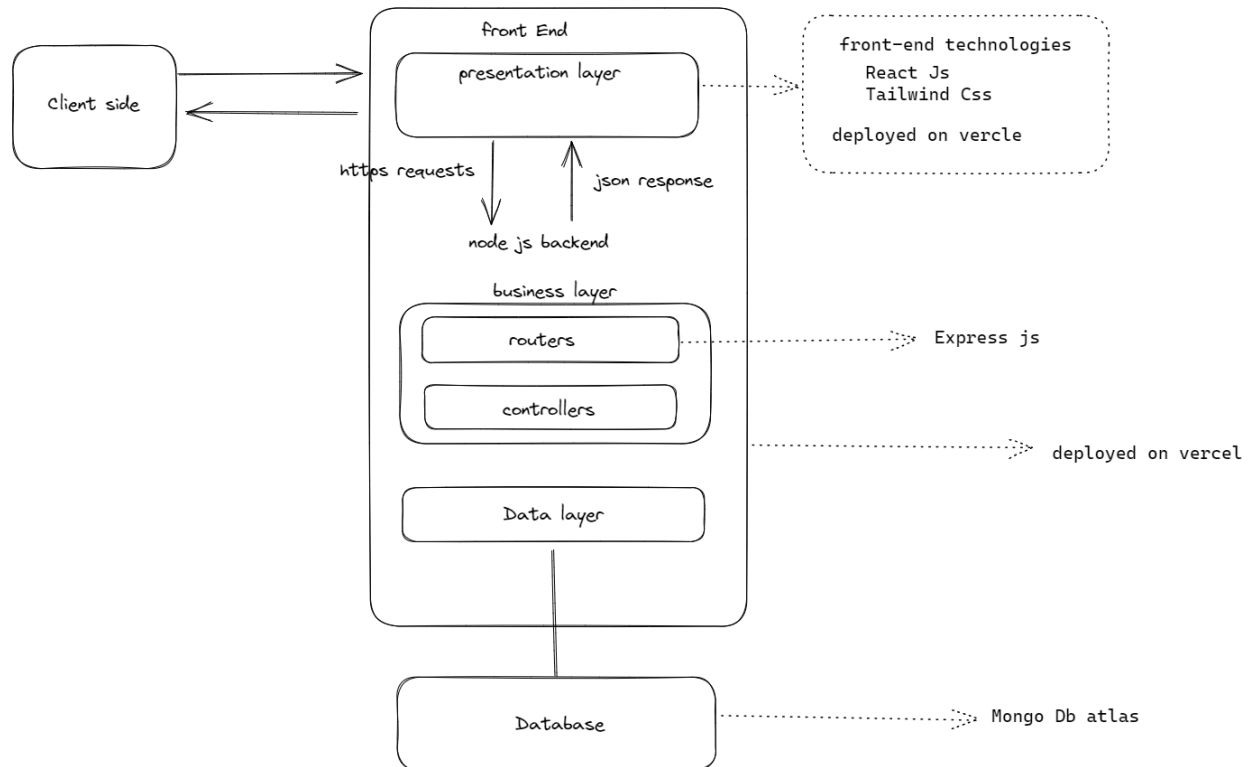 front End
Client side
presentation layer
front-end technologies
React Js
Tailwind Css
deployed on vercle
https requests
json response
node js backend
business layer
routers
Express js
controllers
deployed on vercel
Data layer
Database
Mongo Db atlas